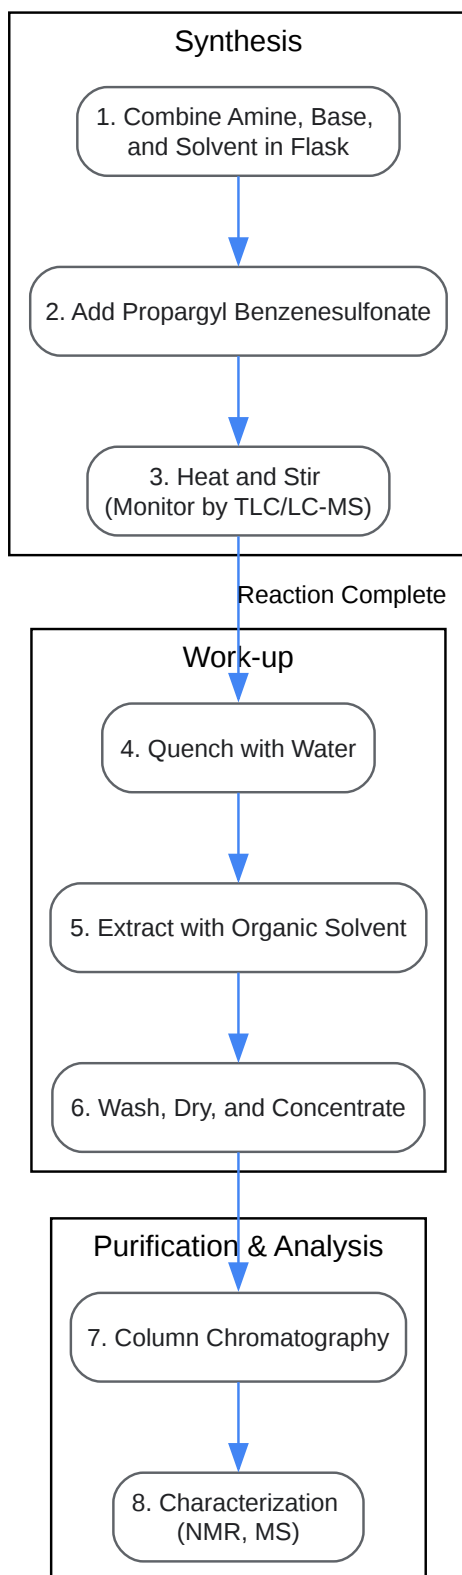 Synthesis
1. Combine Amine, Base,
and Solvent in Flask
2. Add Propargyl Benzenesulfonate
3. Heat and Stir
(Monitor by TLC/LC-MS)
Reaction Complete
Work-up
4. Quench with Water
5. Extract with Organic Solvent
6. Wash, Dry, and Concentrate
Purification & Analysis
7. Column Chromatography
8. Characterization
(NMR, MS)